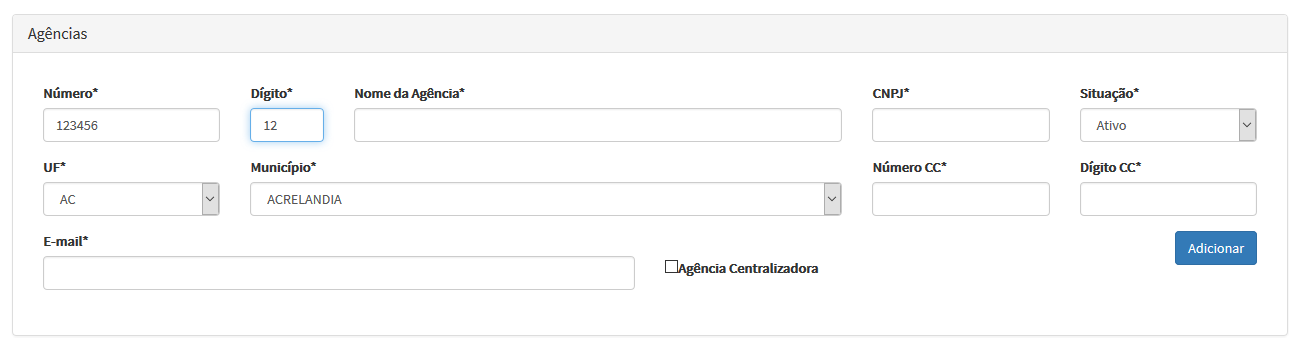 Agências
Número* Dígito* Nome da Agência* CNPJ* Situação*
123456 12 Ativo
UF* Município* Número CC* Dígito CC*
AC ACRELANDIA
E-mail*
Adicionar
Agência Centralizadora